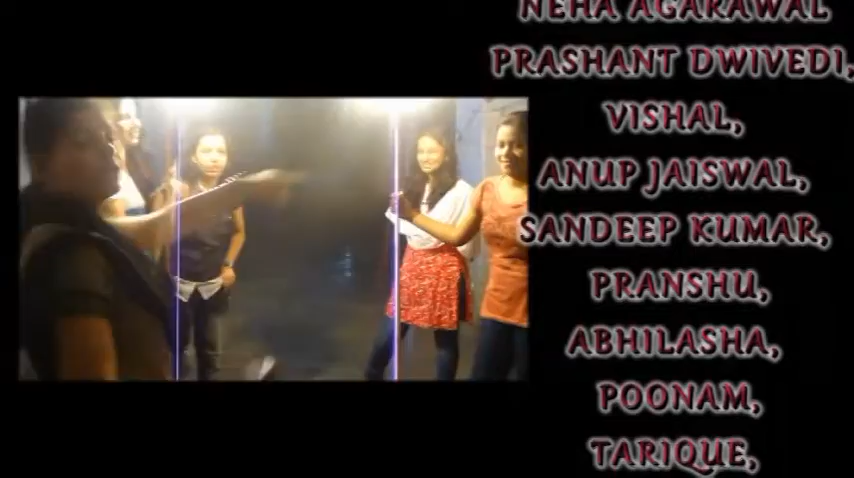 NEHA AGARAWAL
PRASHANT DWIVEDI,
VISHAL,
ANUP JAISWAL,
SANDEEP KUMAR,
PRANSHU,
ABHILASHA,
POONAM,
TARIQUE,